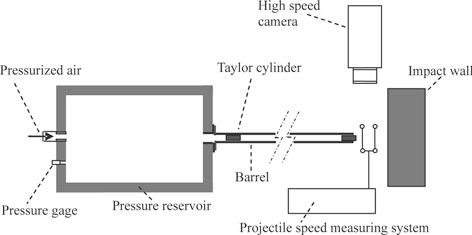 High speed
camera
Pressurized air
Taylor cylinder
Impact wall
Barrel
Pressure gage
Pressure reservoir
Projectile speed measuring system